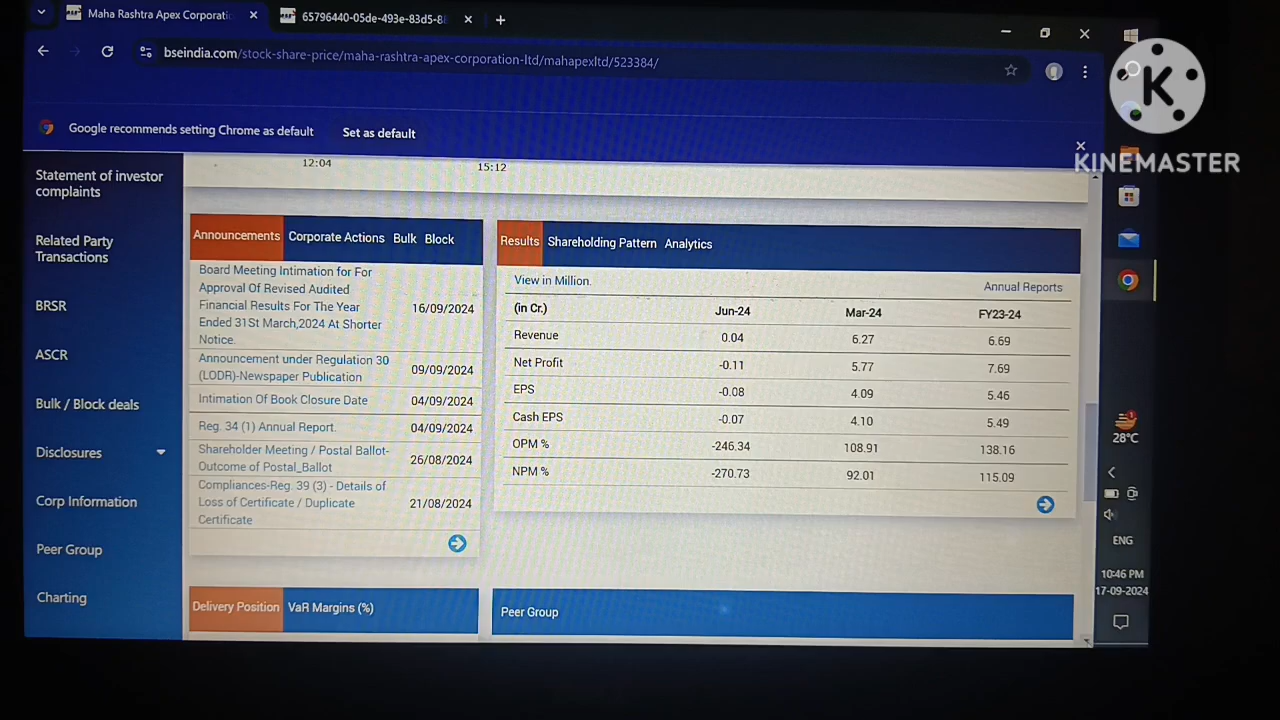 Maha Rashtra Apex Corporati
65796440-05de-493e-83d5-8
bseindia.com/stock-share-price/maha-rashtra-apex-corporation-ltd/mahapexltd/523384/
K
KINEMASTER
Google recommends setting Chrome as default
Set as default
12:04
15:12
Statement of investor
complaints
Related Party
Transactions
BRSR
ASCR
Bulk / Block deals
Disclosures
Corp Information
Peer Group
Charting
Announcements Corporate Actions Bulk Block
Board Meeting Intimation for For
Approval Of Revised Audited
Financial Results For The Year
Ended 31St March,2024 At Shorter
Notice.
16/09/2024
Announcement under Regulation 30
(LODR)-Newspaper Publication
09/09/2024
Intimation Of Book Closure Date 04/09/2024
Reg. 34 (1) Annual Report. 04/09/2024
Shareholder Meeting / Postal Ballot-
Outcome of Postal_Ballot
26/08/2024
Compliances-Reg. 39 (3) - Details of
Loss of Certificate / Duplicate
Certificate
21/08/2024
Results Shareholding Pattern Analytics
View in Million. Annual Reports
(in Cr.) Jun-24 Mar-24 FY23-24
Revenue 0.04 6.27 6.69
Net Profit -0.11 5.77 7.69
EPS -0.08 4.09 5.46
Cash EPS -0.07 4.10 5.49
OPM % -246.34 108.91 138.16
NPM % -270.73 92.01 115.09
Delivery Position VaR Margins (%)
Peer Group
1
28°C
ENG
10:46 PM
17-09-2024